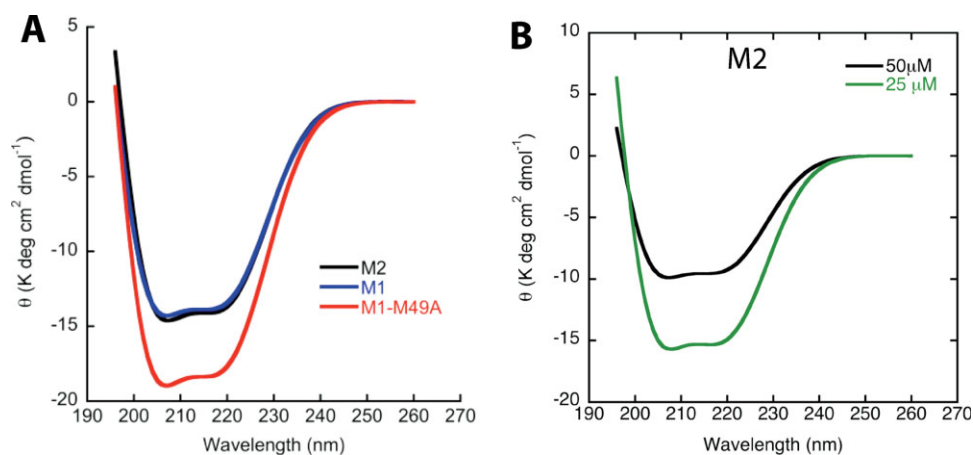 A
5
0
-5
-10
-15
-20
θ (K deg cm² dmol⁻¹)
M2
M1
M1-M49A
190 200 210 220 230 240 250 260 270
Wavelength (nm)
B
M2
10
5
0
-5
-10
-15
-20
θ (K deg cm² dmol⁻¹)
50μM
25 μM
190 200 210 220 230 240 250 260 270
Wavelength (nm)